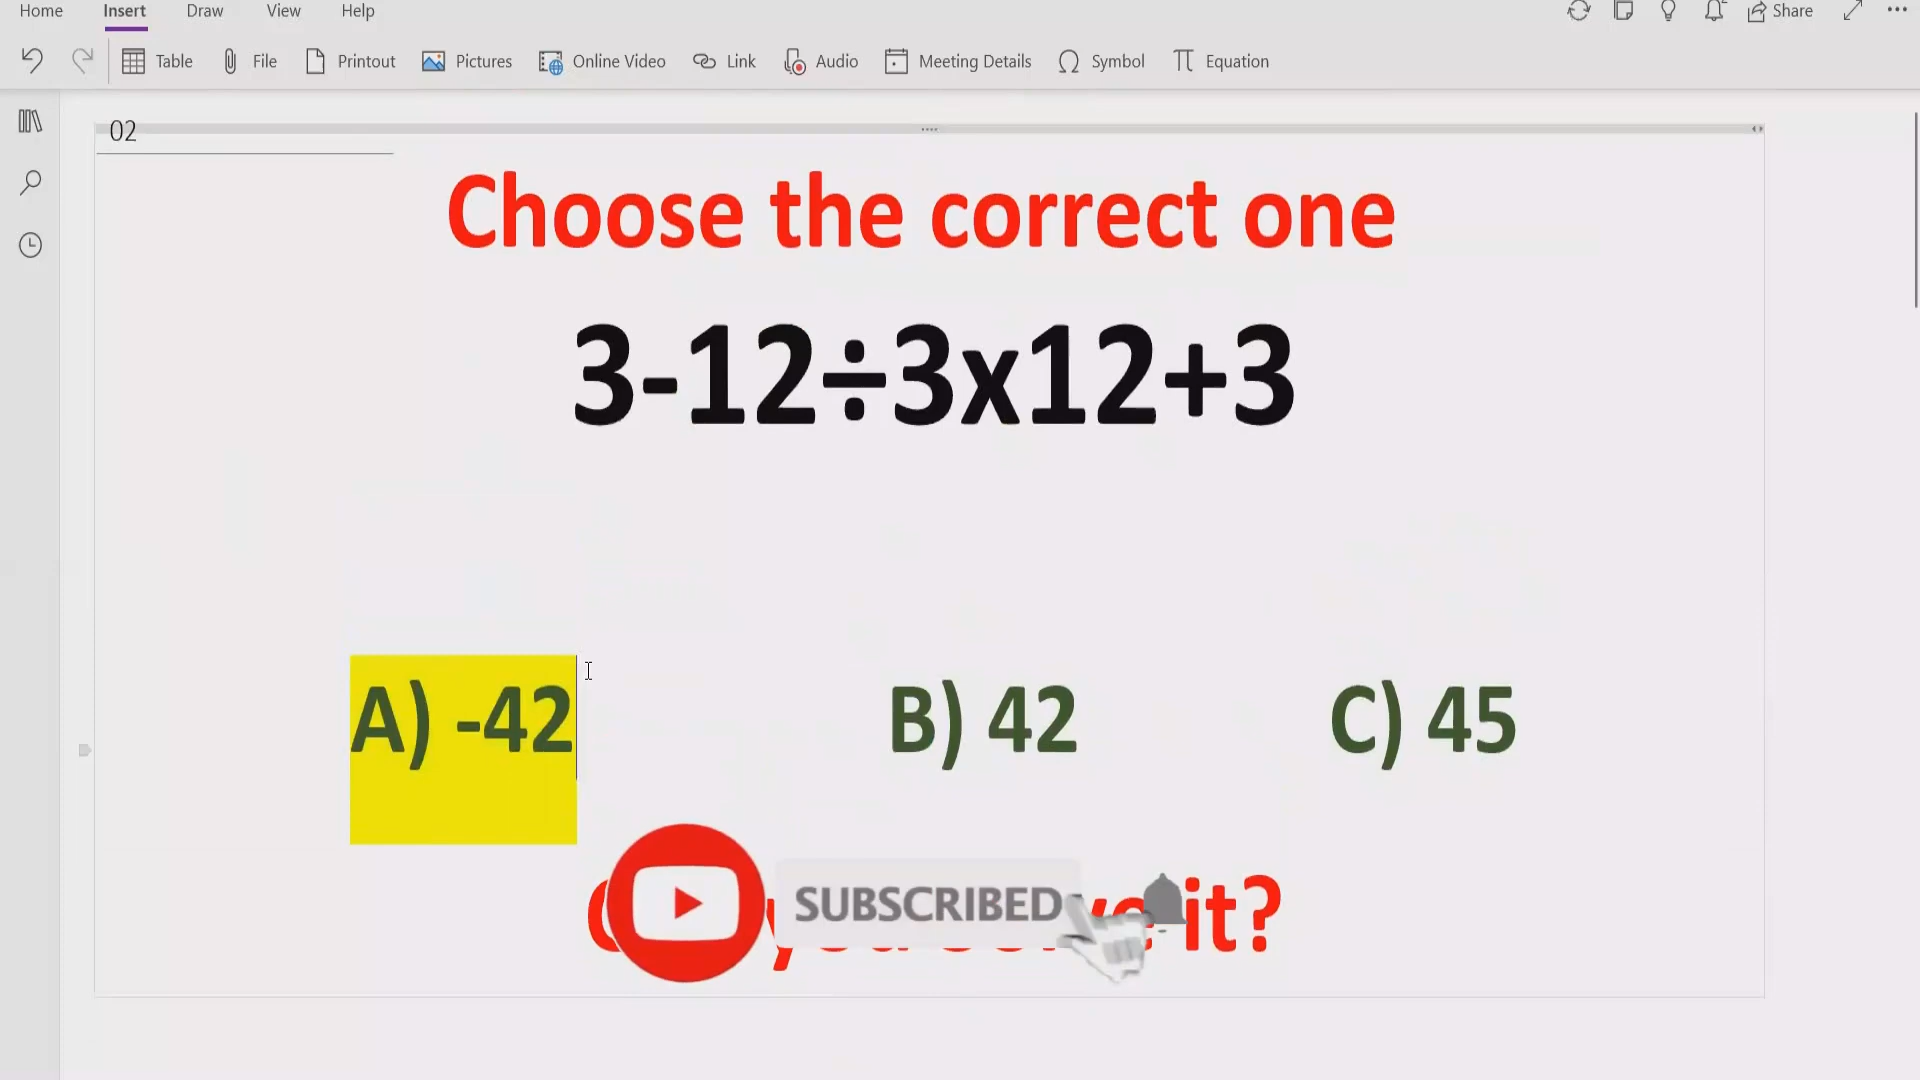 Home Insert Draw View Help Share
Table File Printout Pictures Online Video Link Audio Meeting Details Symbol Equation
02
Choose the correct one
3-12÷3x12+3
A) -42 B) 42 C) 45
it?
SUBSCRIBED